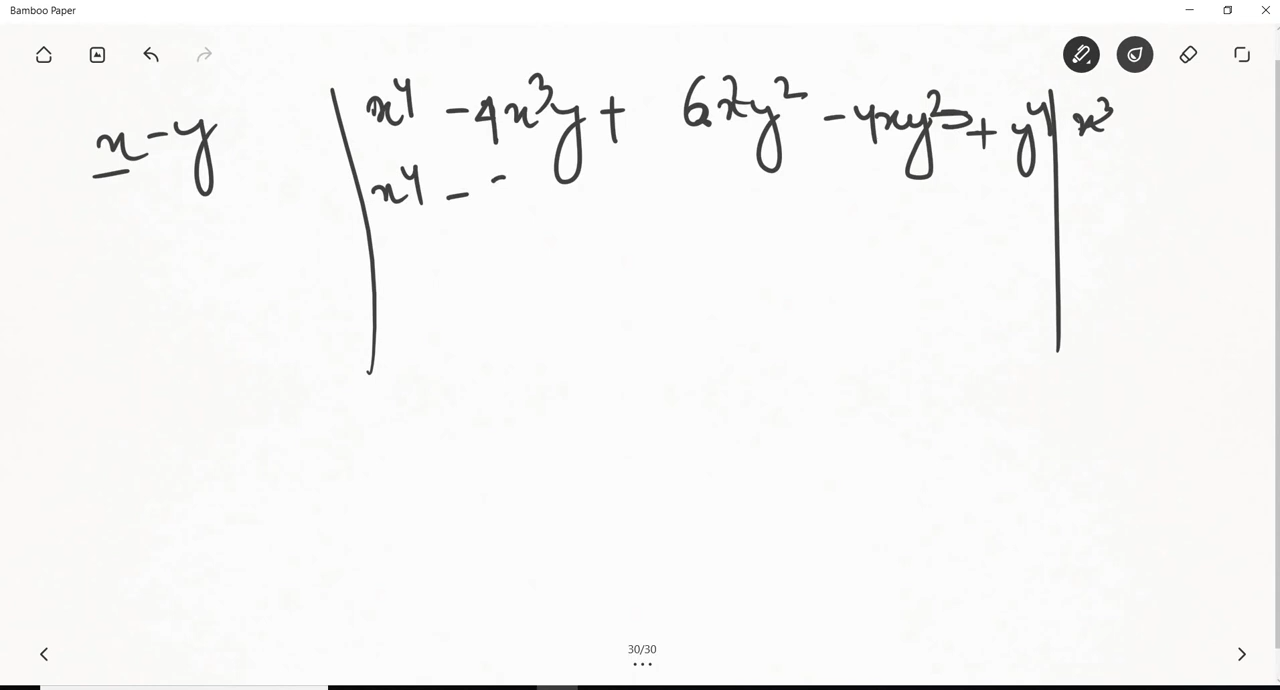 Bamboo Paper
x - y | x⁴ - 4x³y + 6x²y² - 4xy³ + y⁴ | x³
x⁴ -
30/30